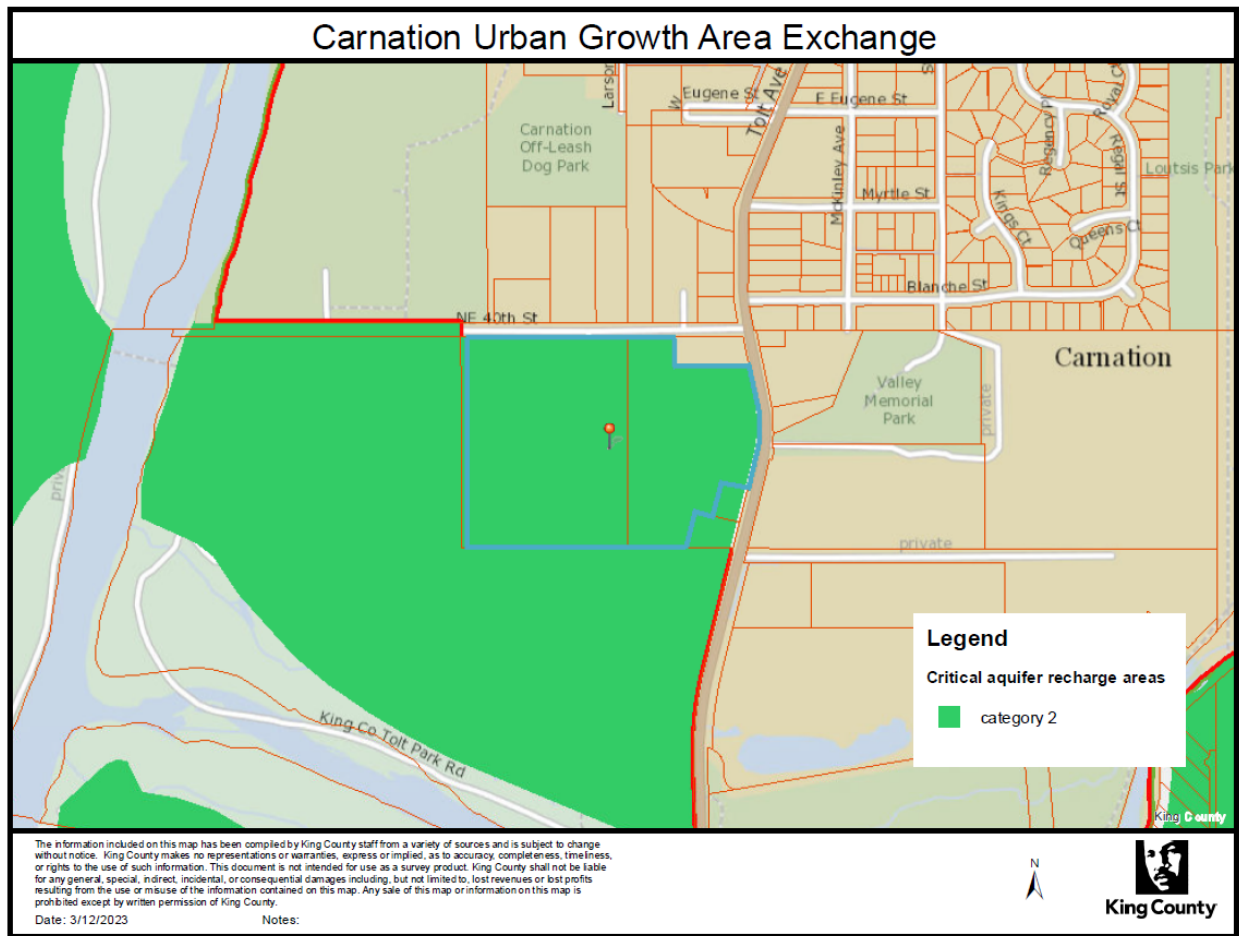 Carnation Urban Growth Area Exchange
Larson
W Eugene St
Tolt Ave
E Eugene St
S
Regency Pl
Royal Ct
Regal St
Carnation
Off-Leash
Dog Park
McKinley Ave
Myrtle St
Kings Ct
Queens Ct
Loutsis Park
Blanche St
NE 40th St
Carnation
Valley
Memorial
Park
private
private
private
King Co Tolt Park Rd
Legend
Critical aquifer recharge areas
category 2
King County
The information included on this map has been compiled by King County staff from a variety of sources and is subject to change
without notice. King County makes no representations or warranties, express or implied, as to accuracy, completeness, timeliness,
or rights to the use of such information. This document is not intended for use as a survey product. King County shall not be liable
for any general, special, indirect, incidental, or consequential damages including, but not limited to, lost revenues or lost profits
resulting from the use or misuse of the information contained on this map. Any sale of this map or information on this map is
prohibited except by written permission of King County.
Date: 3/12/2023
Notes:
N
King County